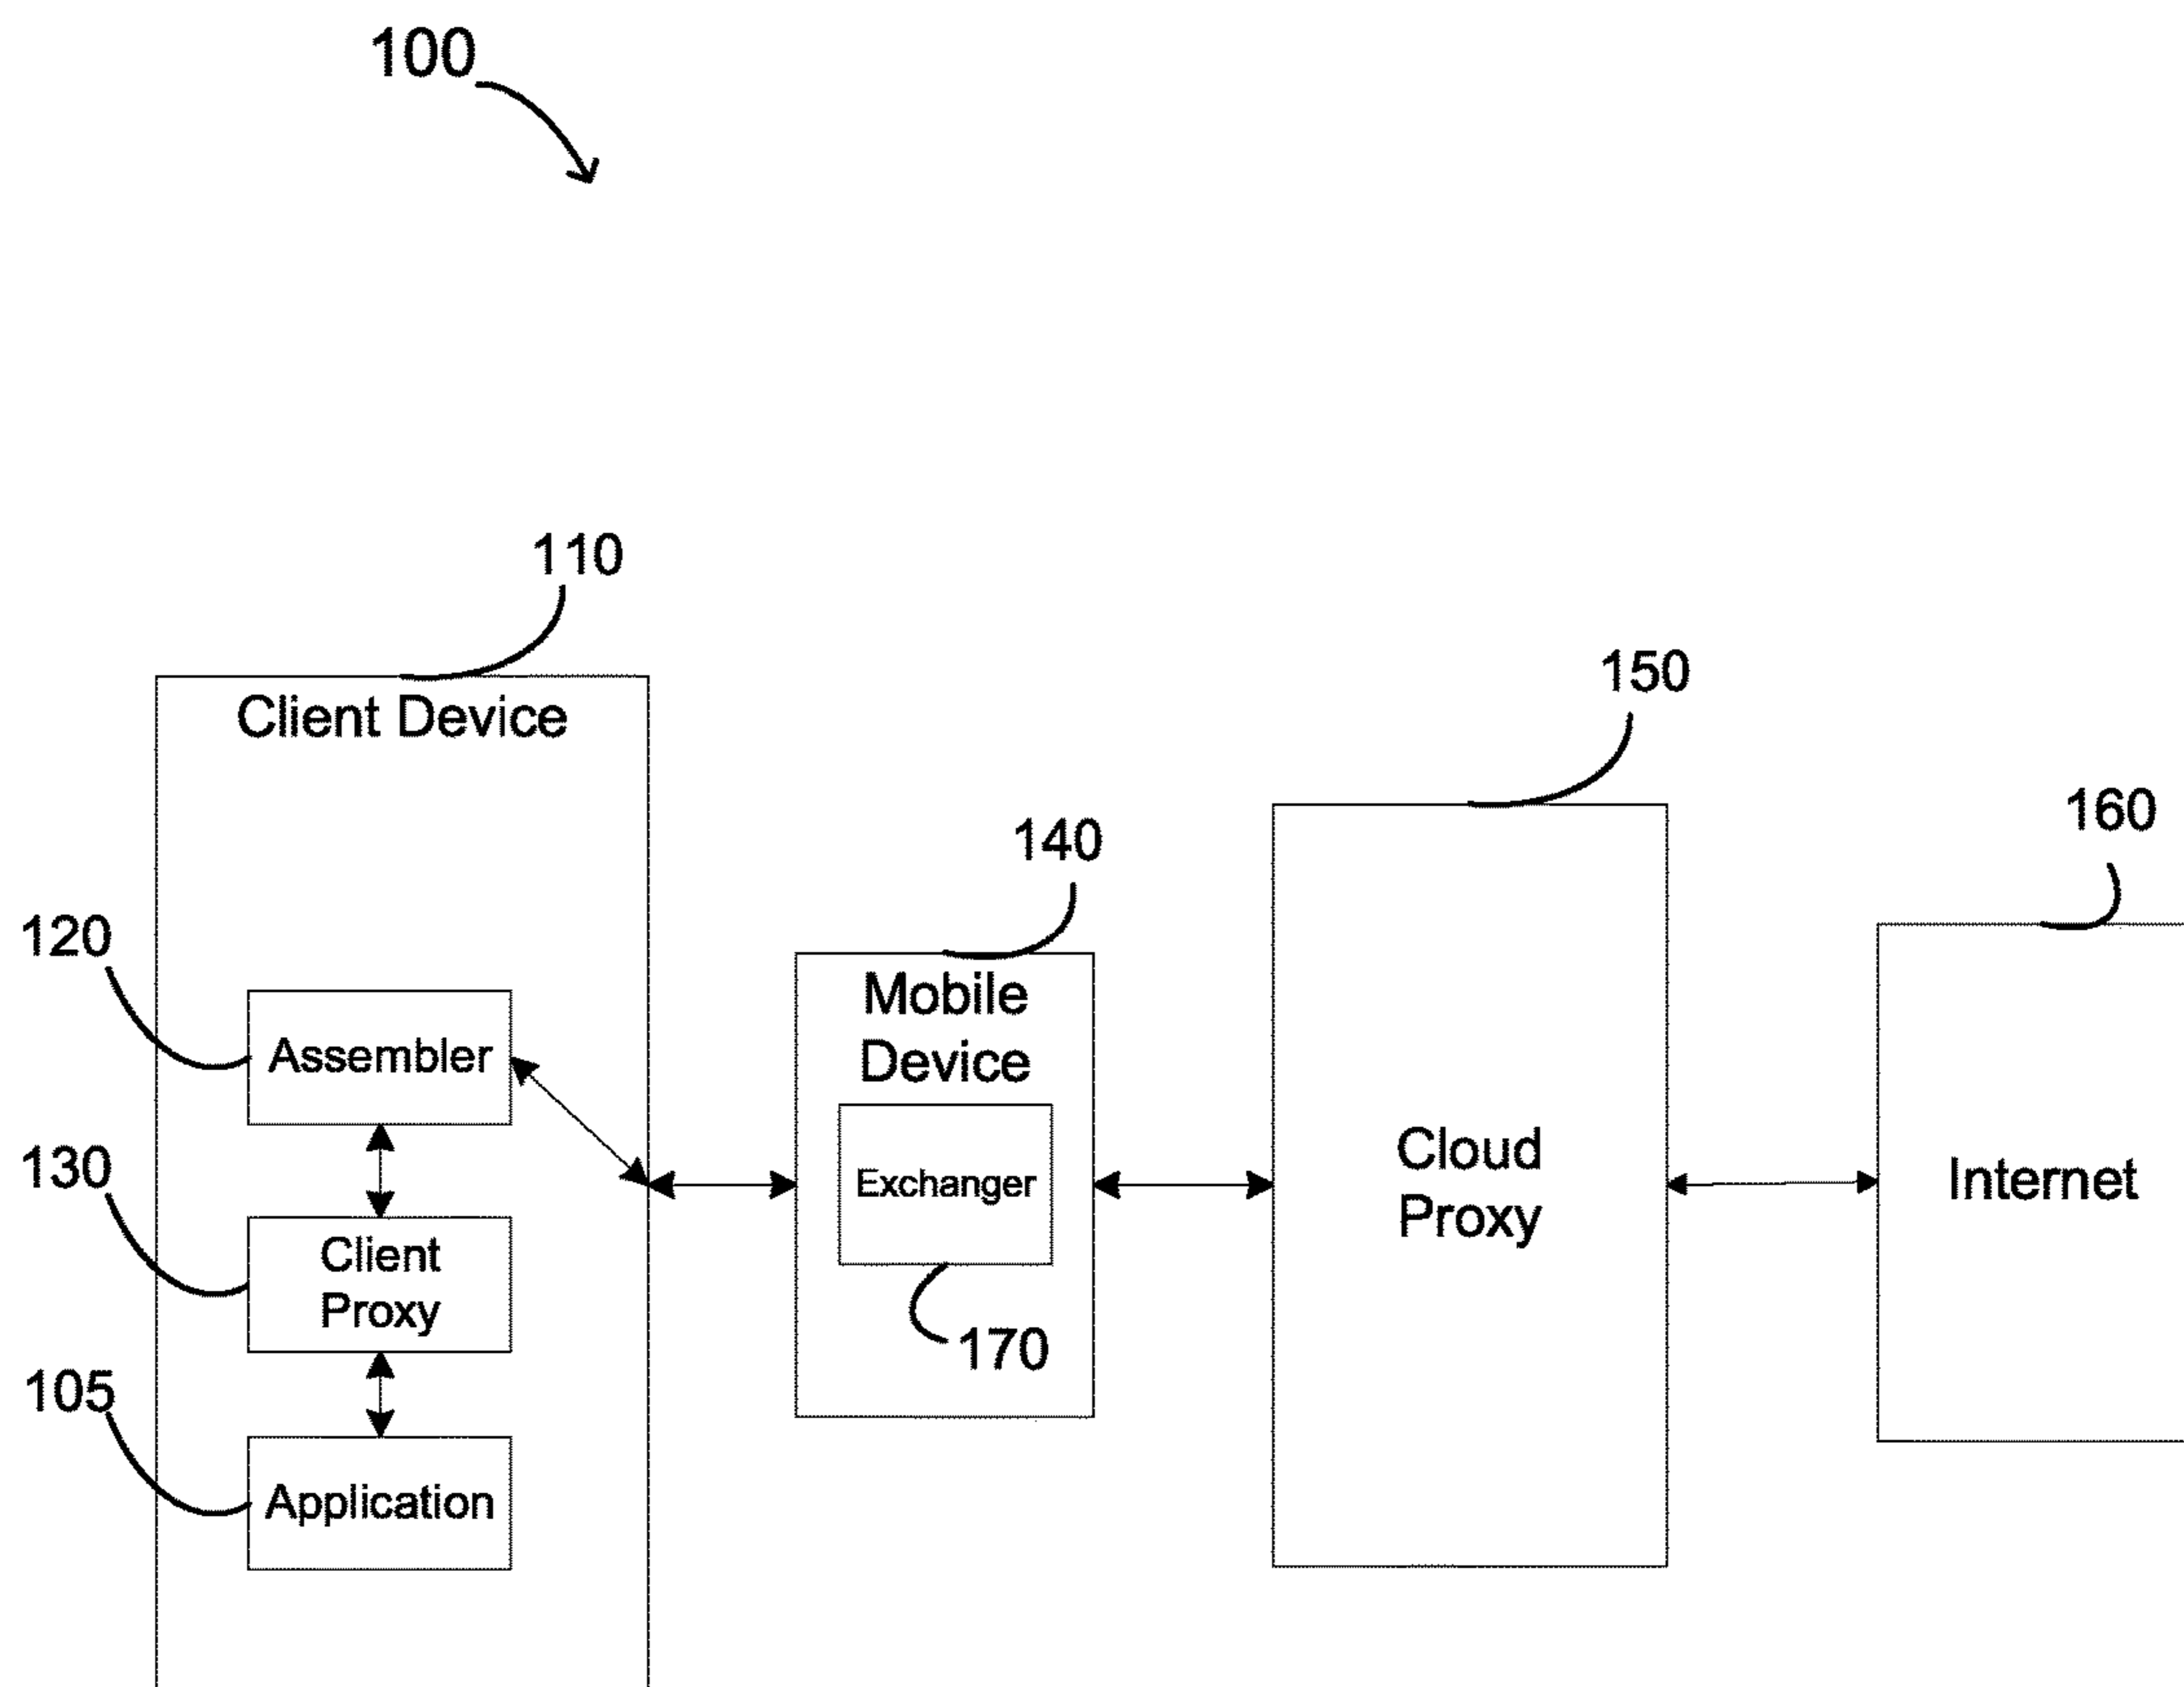 100
110
Client Device
150
160
140
120
Mobile
Device
Assembler
Cloud
Proxy
130
Exchanger
Internet
Client
Proxy
170
105
Application